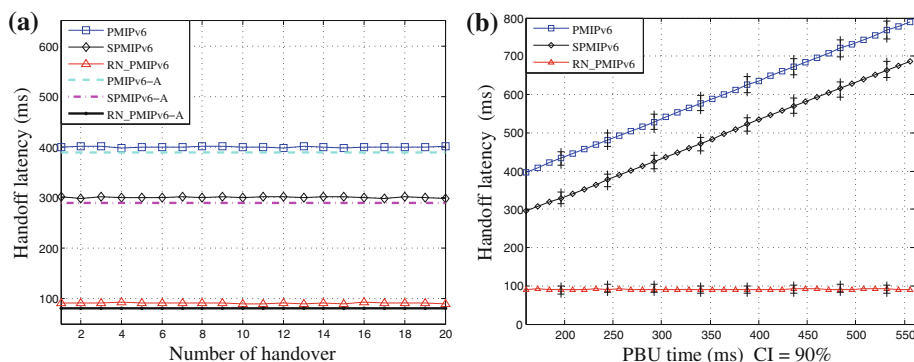 (a)
600
500
400
300
200
100
Handoff latency (ms)
PMIPv6
SPMIPv6
RN_PMIPv6
PMIPv6-A
SPMIPv6-A
RN_PMIPv6-A
2 4 6 8 10 12 14 16 18 20
Number of handover
(b)
800
700
600
500
400
300
200
100
0
Handoff latency (ms)
PMIPv6
SPMIPv6
RN_PMIPv6
200 250 300 350 400 450 500 550
PBU time (ms) CI = 90%